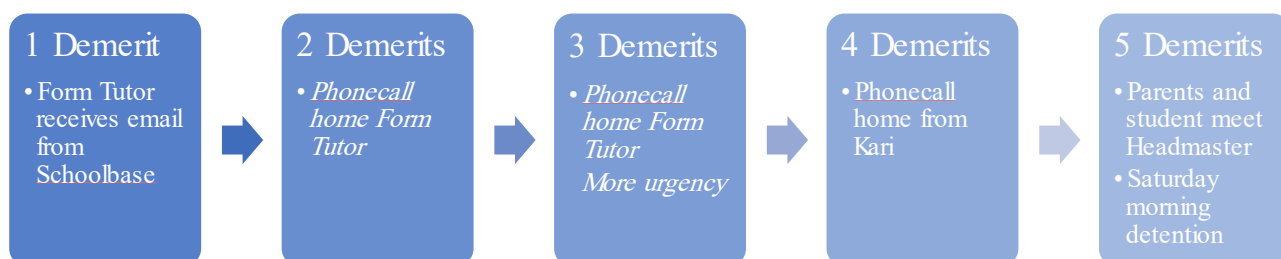 1 Demerit
• Form Tutor
receives email
from
Schoolbase
2 Demerits
• Phonecall
home Form
Tutor
3 Demerits
• Phonecall
home Form
Tutor
More urgency
4 Demerits
• Phonecall
home from
Kari
5 Demerits
• Parents and
student meet
Headmaster
• Saturday
morning
detention